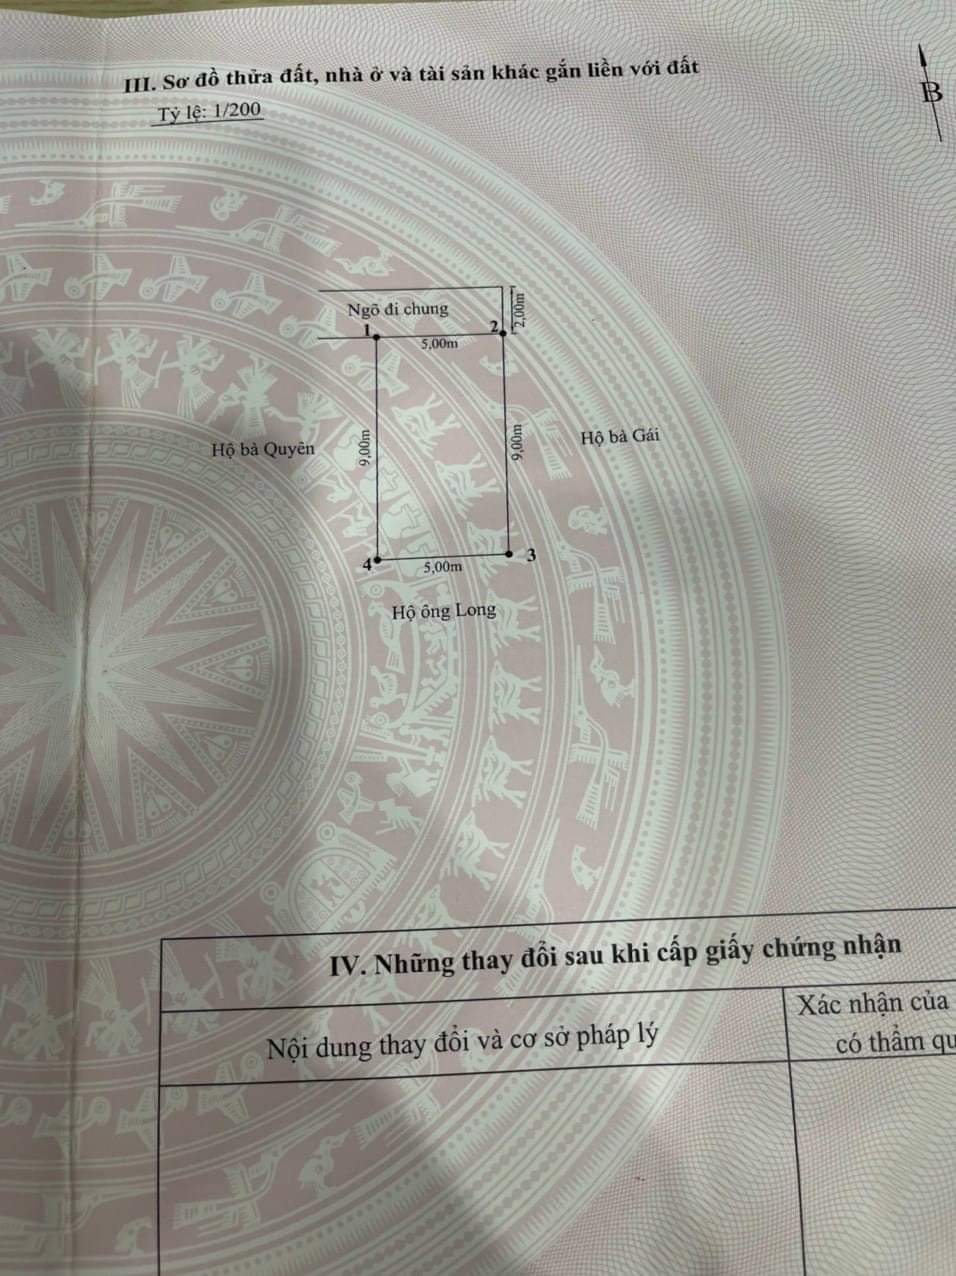 III. Sơ đồ thửa đất, nhà ở và tài sản khác gắn liền với đất
Tỷ lệ: 1/200
B
Ngõ đi chung
2,00m
1
2
5,00m
Hộ bà Quyên
9,00m
9,00m
Hộ bà Gái
4
5,00m
3
Hộ ông Long
IV. Những thay đổi sau khi cấp giấy chứng nhận
Nội dung thay đổi và cơ sở pháp lý
Xác nhận của
có thẩm qu